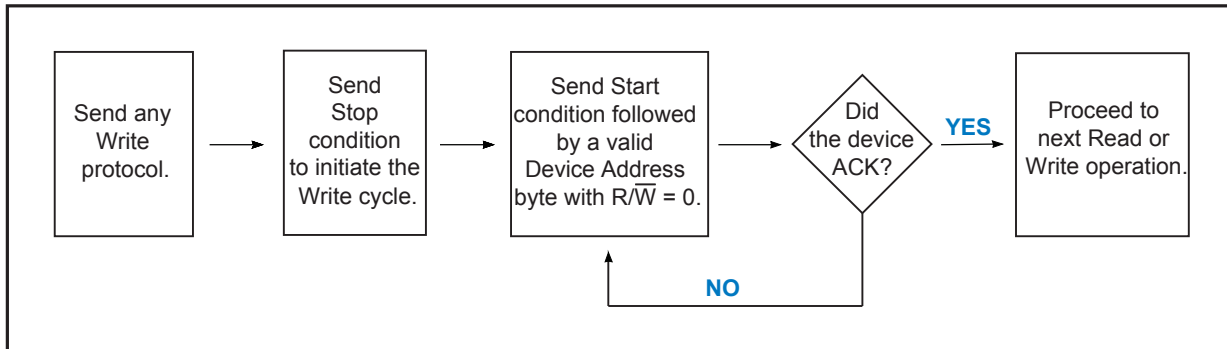 Send any
Write
protocol.
Send
Stop
condition
to initiate the
Write cycle.
Send Start
condition followed
by a valid
Device Address
byte with R/W̅ = 0.
Did
the device
ACK?
YES
Proceed to
next Read or
Write operation.
NO